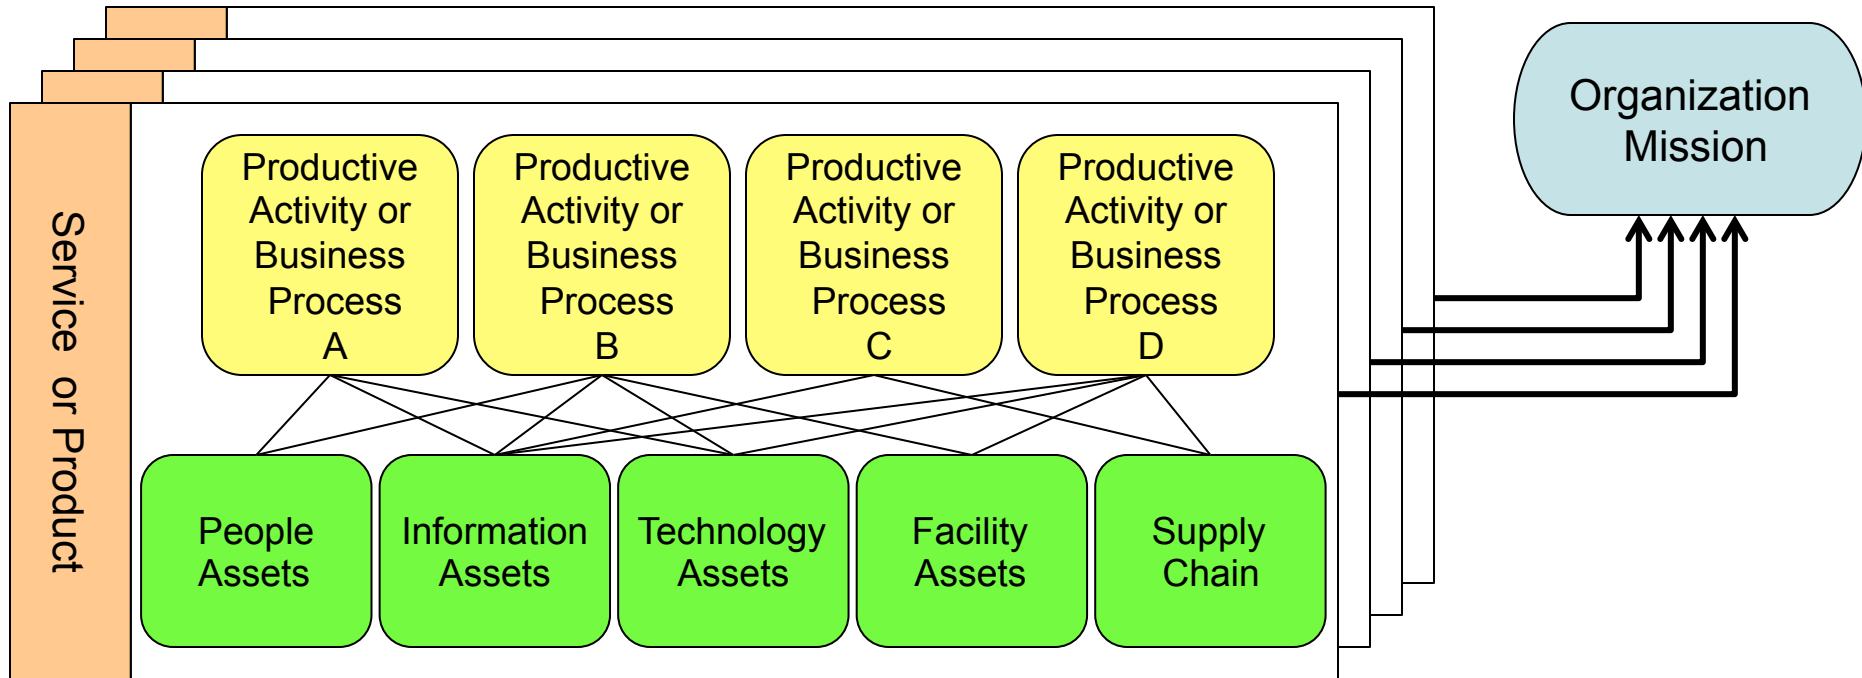 Service or Product
Productive
Activity or
Business
Process
A
Productive
Activity or
Business
Process
B
Productive
Activity or
Business
Process
C
Productive
Activity or
Business
Process
D
Organization
Mission
People
Assets
Information
Assets
Technology
Assets
Facility
Assets
Supply
Chain